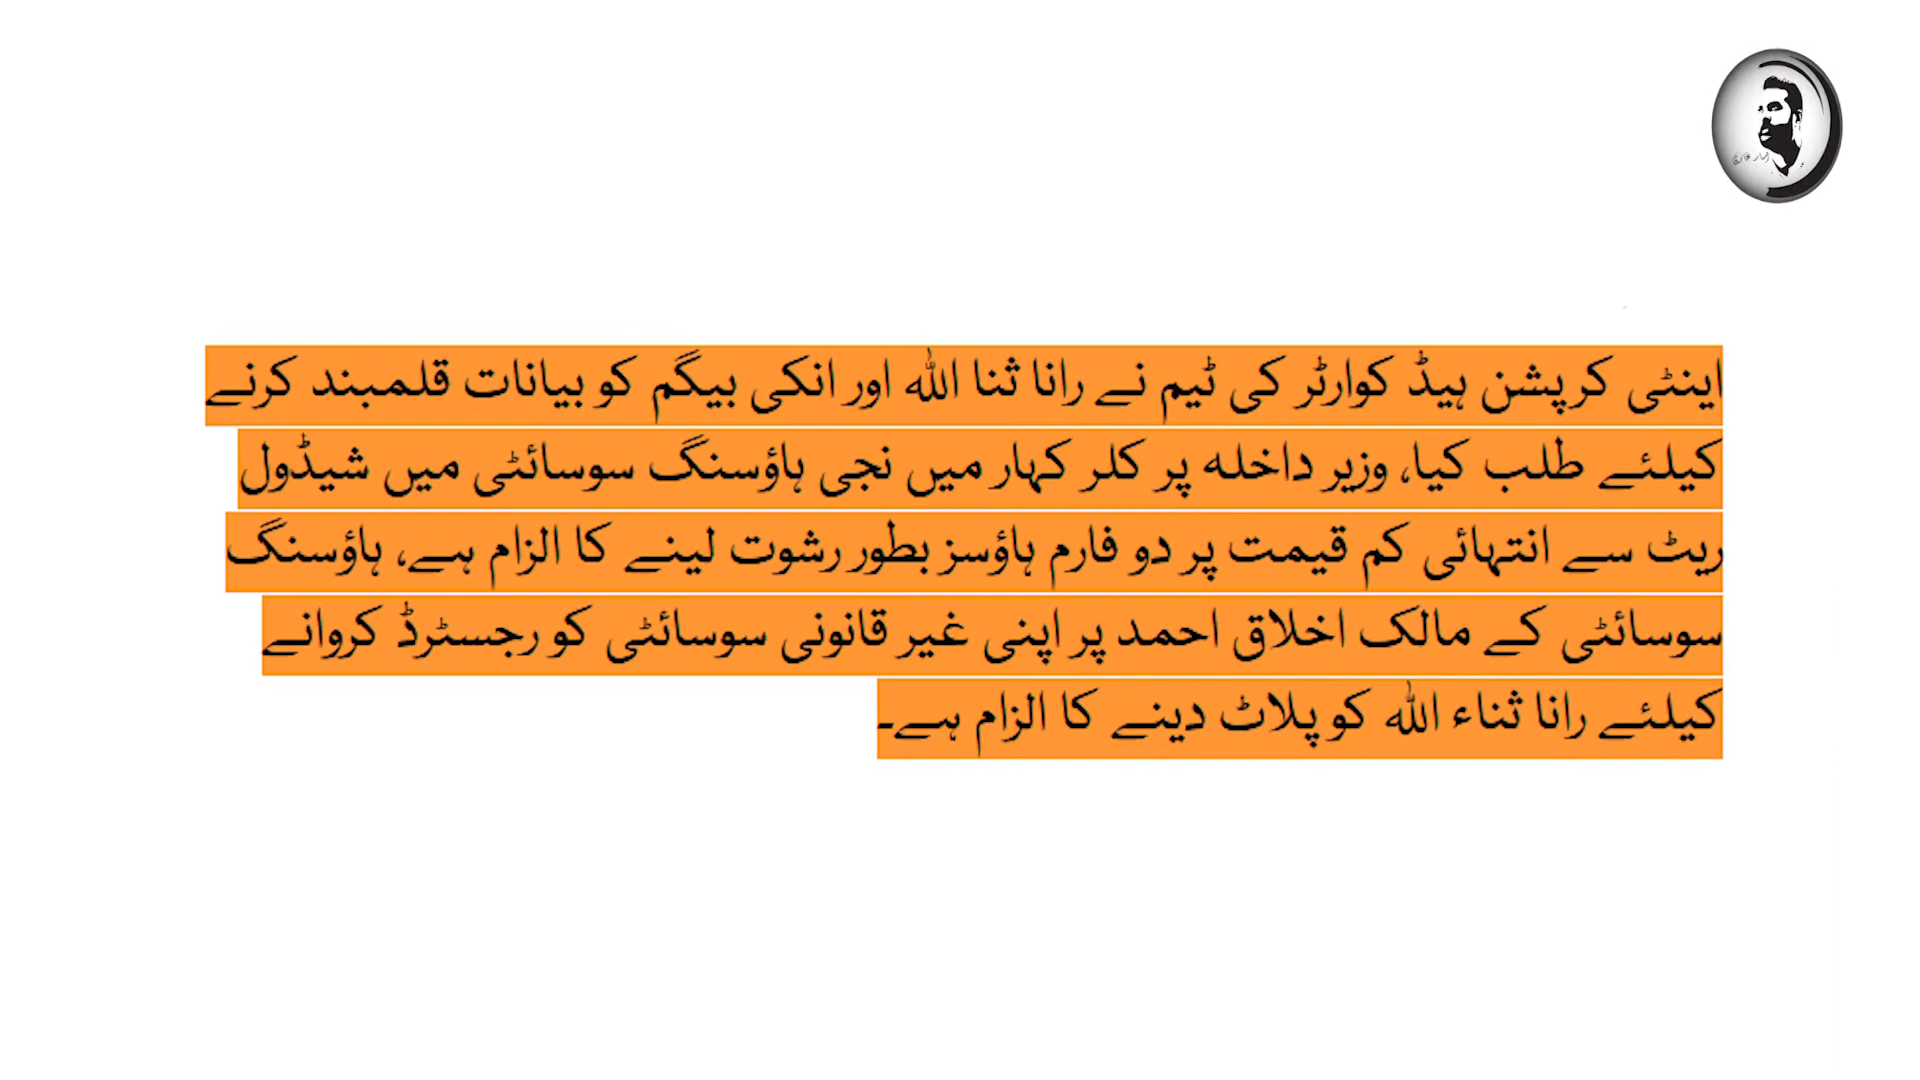 اینٹی کرپشن ہیڈ کوارٹر کی ٹیم نے رانا ثنا اللہ اور انکی بیگم کو بیانات قلمبند کرنے
کیلئے طلب کیا، وزیر داخلہ پر کلر کہار میں نجی ہاؤسنگ سوسائٹی میں شیڈول
ریٹ سے انتہائی کم قیمت پر دو فارم ہاؤسز بطور رشوت لینے کا الزام ہے، ہاؤسنگ
سوسائٹی کے مالک اخلاق احمد پر اپنی غیر قانونی سوسائٹی کو رجسٹرڈ کروانے
کیلئے رانا ثناء اللہ کو پلاٹ دینے کا الزام ہے۔